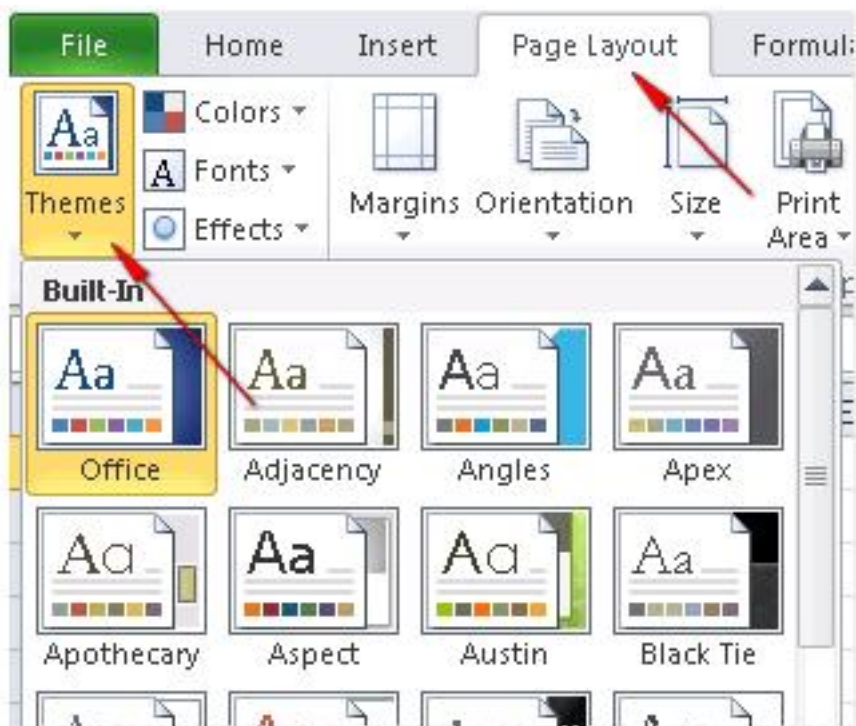 File Home Insert Page Layout
Aa Colors
A Fonts
Themes Effects
Margins Orientation Size Print Area
Built-In
Aa Aa Aa Aa
Office Adjacency Angles Apex
Aa Aa Aa Aa
Apothecary Aspect Austin Black Tie